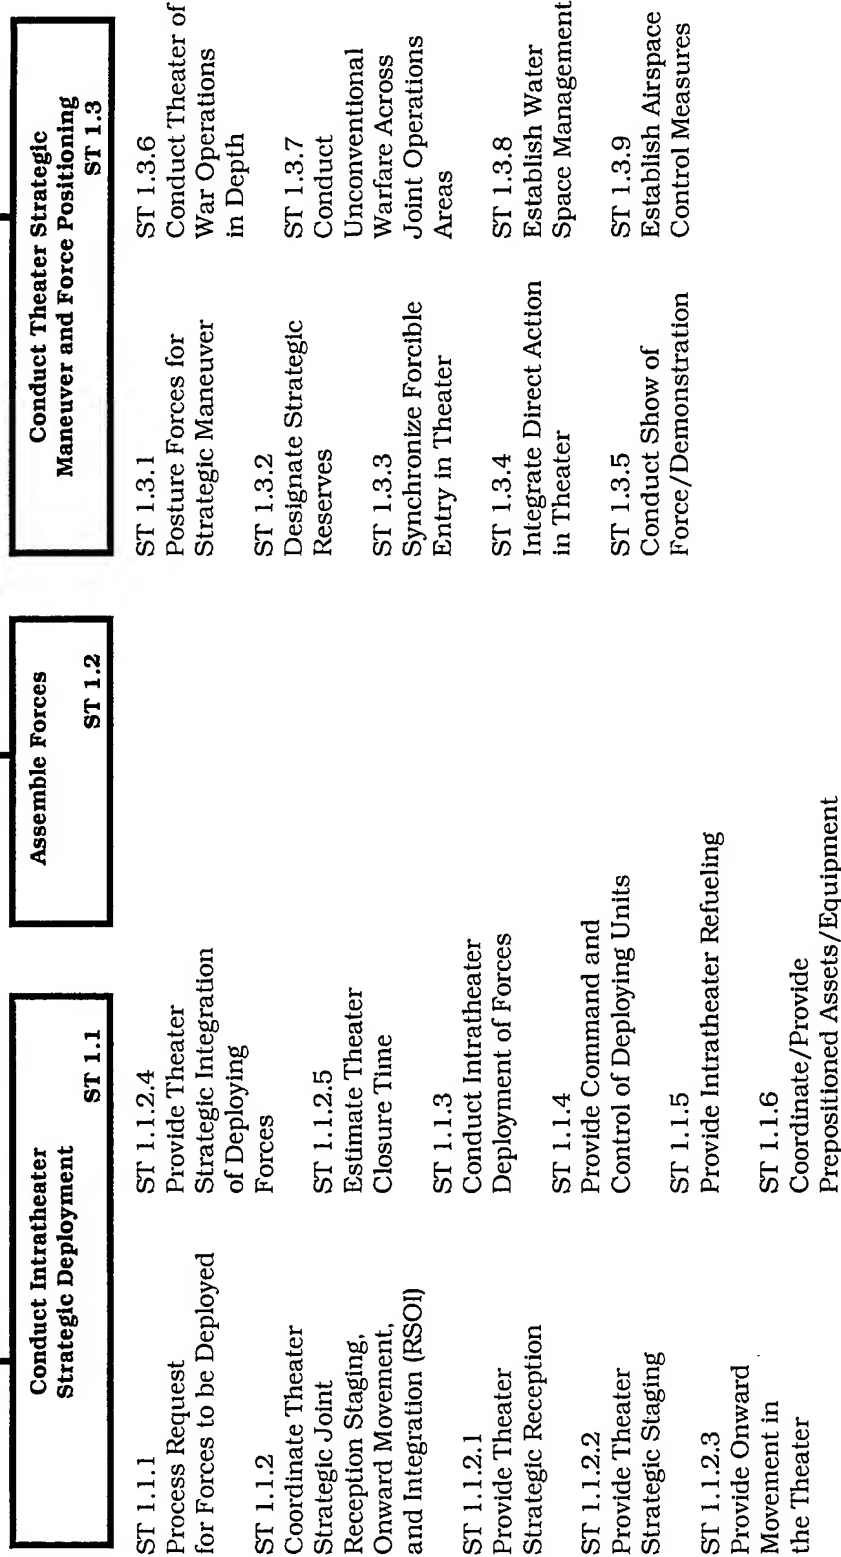 Conduct Intratheater
Strategic Deployment
ST 1.1
ST 1.1.1
Process Request
for Forces to be Deployed
ST 1.1.2
Coordinate Theater
Strategic Joint
Reception Staging,
Onward Movement,
and Integration (RSOI)
ST 1.1.2.1
Provide Theater
Strategic Reception
ST 1.1.2.2
Provide Theater
Strategic Staging
ST 1.1.2.3
Provide Onward
Movement in
the Theater
ST 1.1.2.4
Provide Theater
Strategic Integration
of Deploying
Forces
ST 1.1.2.5
Estimate Theater
Closure Time
ST 1.1.3
Conduct Intratheater
Deployment of Forces
ST 1.1.4
Provide Command and
Control of Deploying Units
ST 1.1.5
Provide Intratheater Refueling
ST 1.1.6
Coordinate/Provide
Prepositioned Assets/Equipment
Assemble Forces
ST 1.2
Conduct Theater Strategic
Maneuver and Force Positioning
ST 1.3
ST 1.3.1
Posture Forces for
Strategic Maneuver
ST 1.3.2
Designate Strategic
Reserves
ST 1.3.3
Synchronize Forcible
Entry in Theater
ST 1.3.4
Integrate Direct Action
in Theater
ST 1.3.5
Conduct Show of
Force/Demonstration
ST 1.3.6
Conduct Theater of
War Operations
in Depth
ST 1.3.7
Conduct
Unconventional
Warfare Across
Joint Operations
Areas
ST 1.3.8
Establish Water
Space Management
ST 1.3.9
Establish Airspace
Control Measures